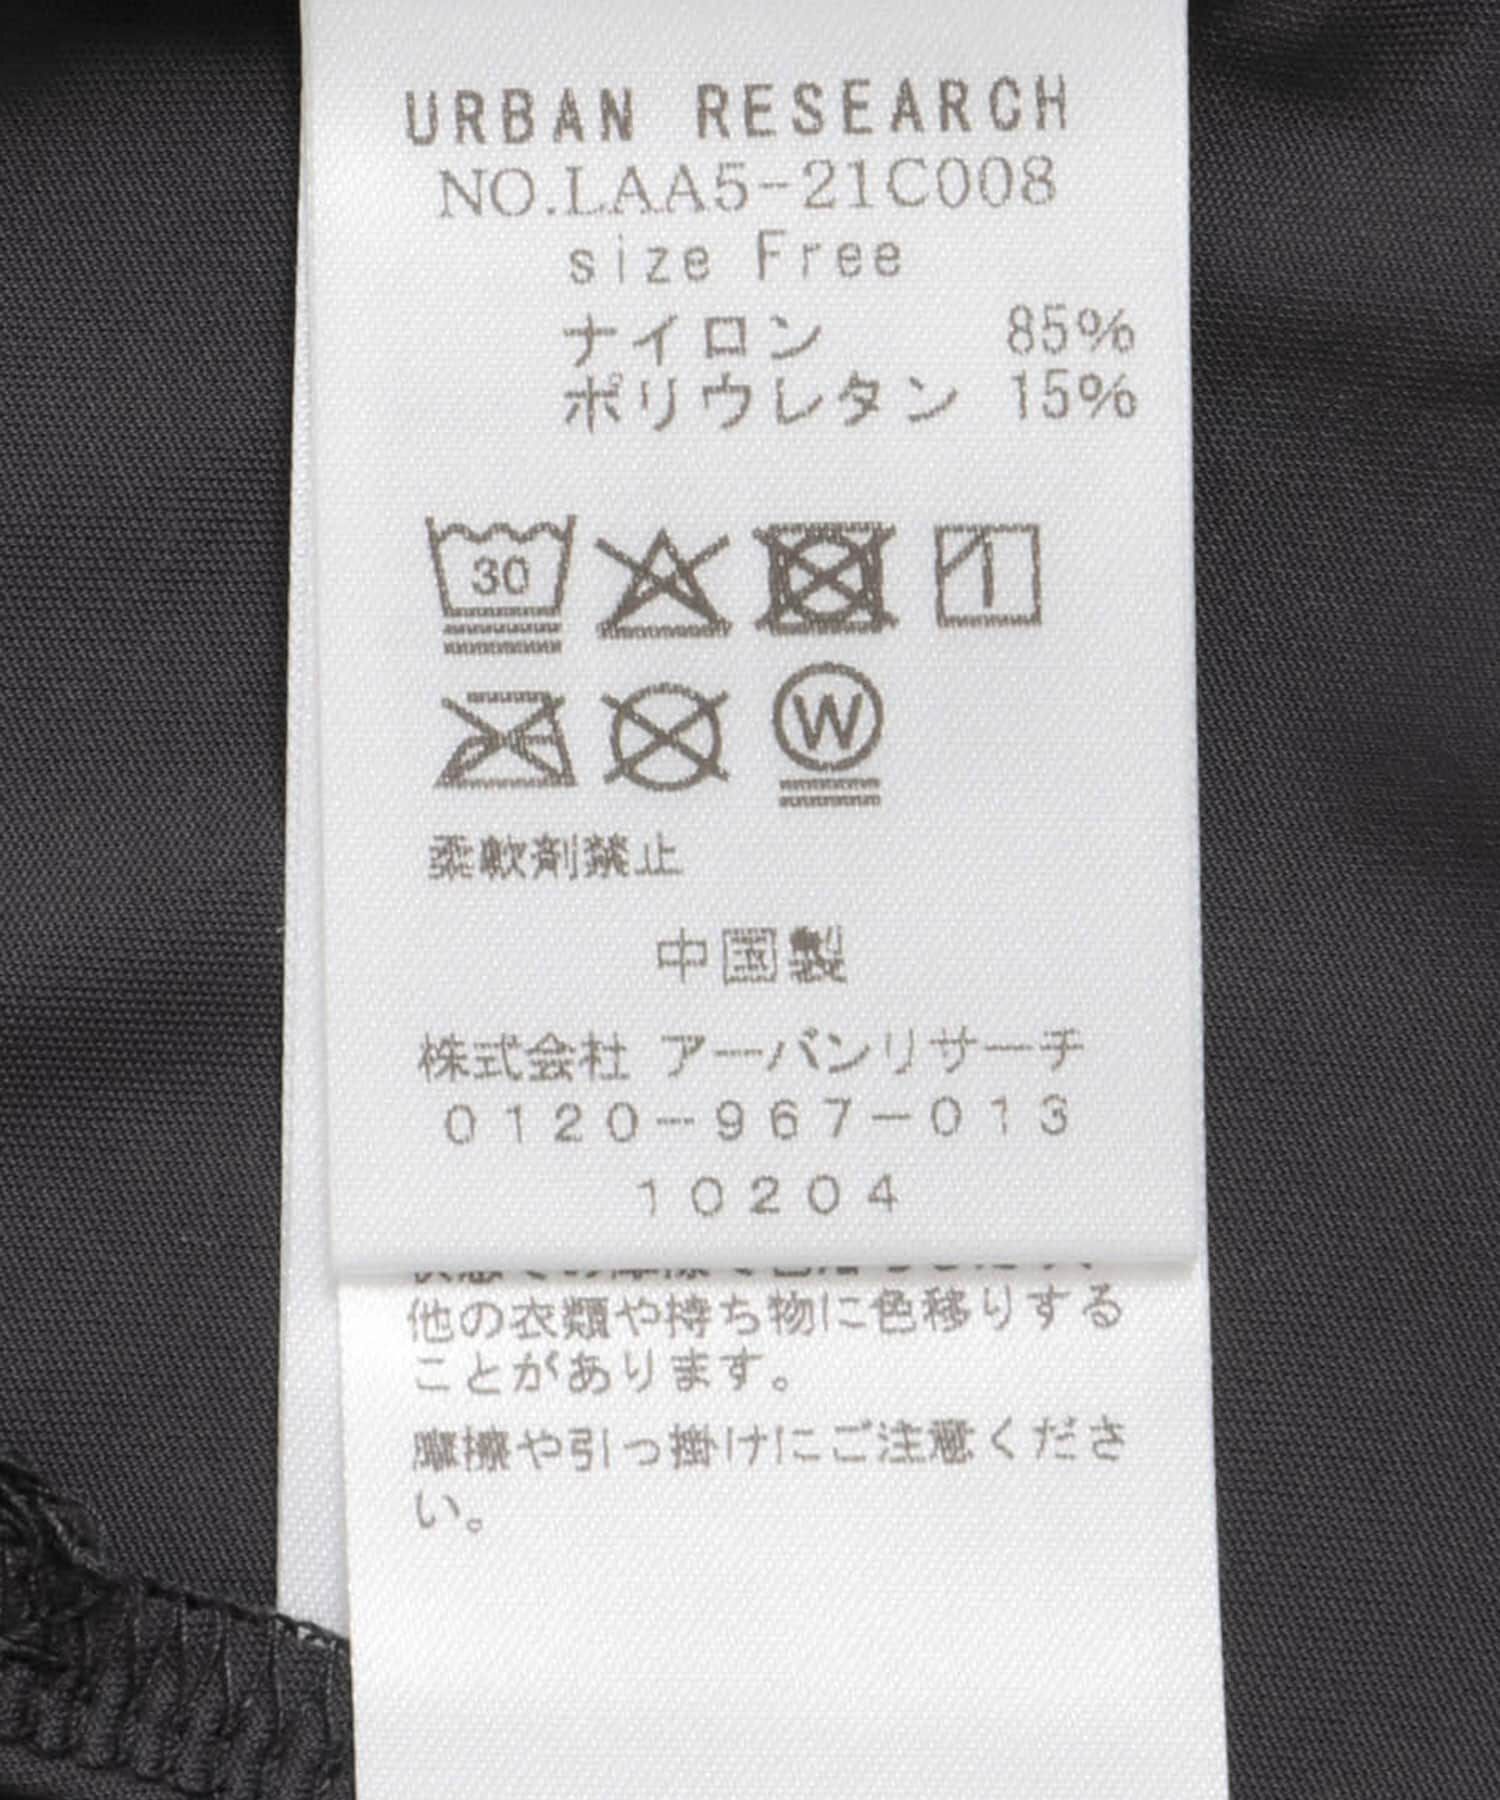 URBAN RESEARCH
NO.LAA5-21C008
size Free
ナイロン 85%
ポリウレタン 15%
30
W
柔軟剤禁止
中国製
株式会社 アーバンリサーチ
0120-967-013
10204
他の衣類や持ち物に色移りする
ことがあります。
摩擦や引っ掛けにご注意くださ
い。